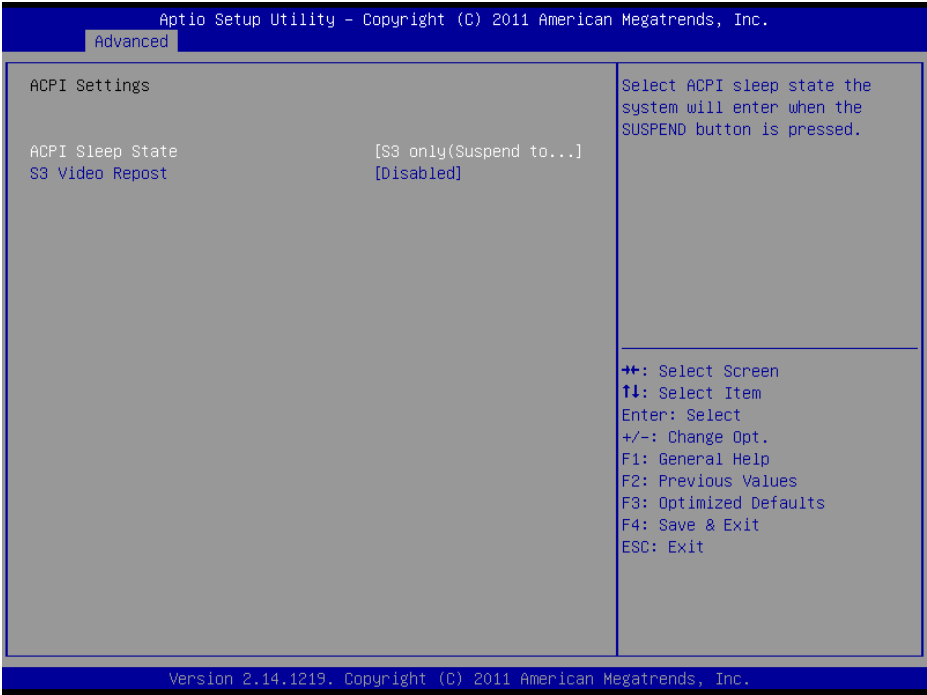 Aptio Setup Utility – Copyright (C) 2011 American Megatrends, Inc.
Advanced
ACPI Settings
ACPI Sleep State [S3 only(Suspend to...]
S3 Video Repost [Disabled]
Select ACPI sleep state the
system will enter when the
SUSPEND button is pressed.
→←: Select Screen
↑↓: Select Item
Enter: Select
+/-: Change Opt.
F1: General Help
F2: Previous Values
F3: Optimized Defaults
F4: Save & Exit
ESC: Exit
Version 2.14.1219. Copyright (C) 2011 American Megatrends, Inc.